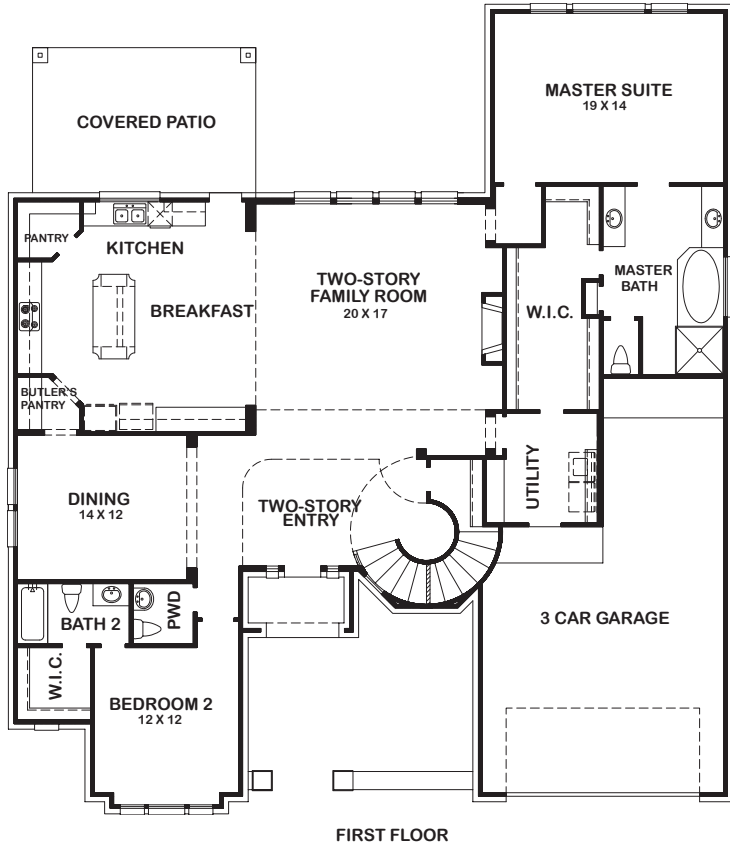 MASTER SUITE
19 X 14
COVERED PATIO
PANTRY
KITCHEN
BREAKFAST
TWO-STORY
FAMILY ROOM
20 X 17
W.I.C.
MASTER
BATH
BUTLER'S
PANTRY
DINING
14 X 12
TWO-STORY
ENTRY
UTILITY
BATH 2
PWD
3 CAR GARAGE
W.I.C.
BEDROOM 2
12 X 12
FIRST FLOOR